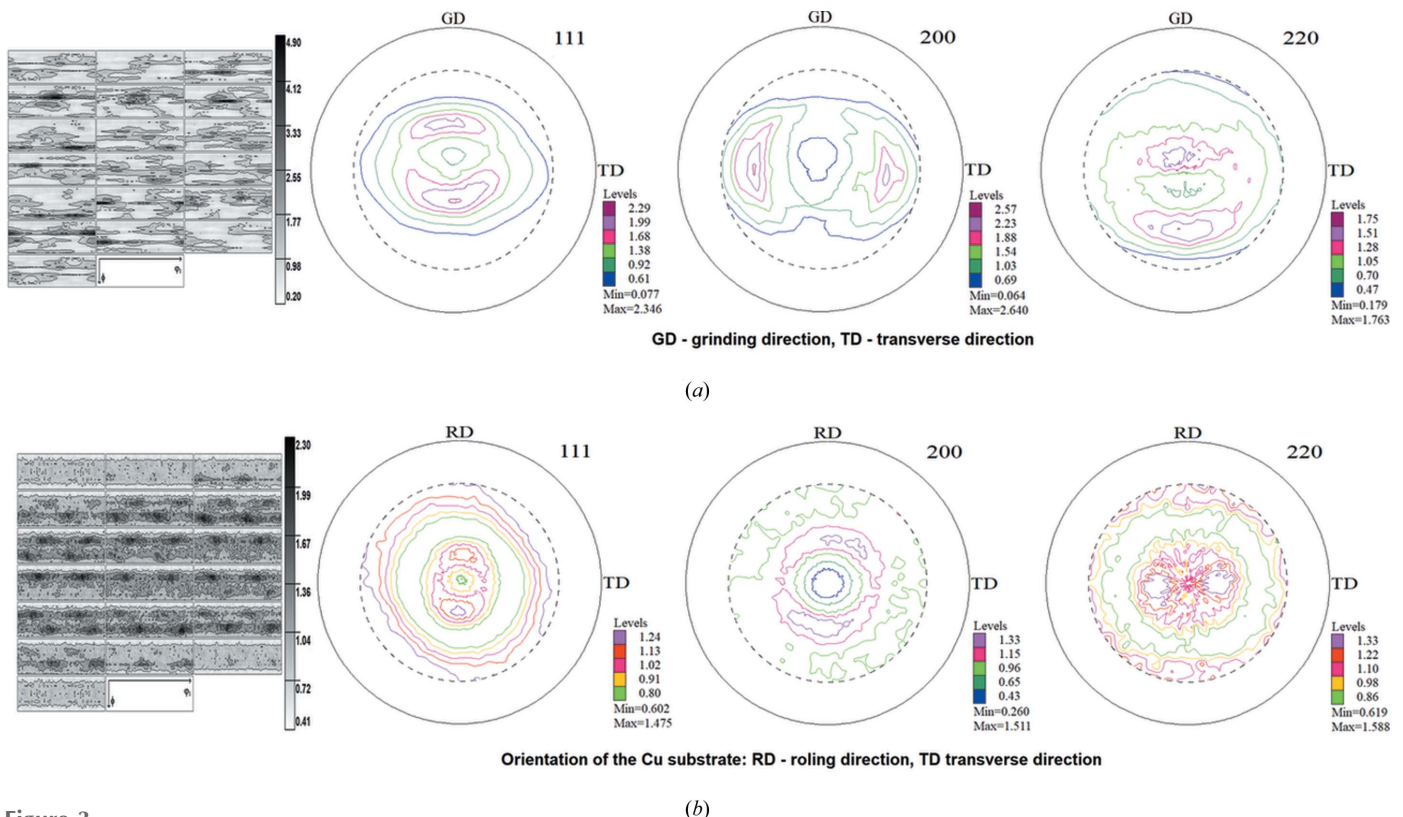 GD
111
GD
200
GD
220
4.90
4.12
3.33
2.55
1.77
0.98
0.20
Φ
φ₁
TD
Levels
2.29
1.99
1.68
1.38
0.92
0.61
Min=0.077
Max=2.346
TD
Levels
2.57
2.23
1.88
1.54
1.03
0.69
Min=0.064
Max=2.640
TD
Levels
1.75
1.51
1.28
1.05
0.70
0.47
Min=0.179
Max=1.763
GD - grinding direction, TD - transverse direction
(a)
RD
111
RD
200
RD
220
2.30
1.99
1.67
1.36
1.04
0.72
0.41
Φ
φ₁
TD
Levels
1.24
1.13
1.02
0.91
0.80
Min=0.602
Max=1.475
TD
Levels
1.33
1.15
0.96
0.65
0.43
Min=0.260
Max=1.511
TD
Levels
1.33
1.22
1.10
0.98
0.86
Min=0.619
Max=1.588
Orientation of the Cu substrate: RD - roling direction, TD transverse direction
(b)